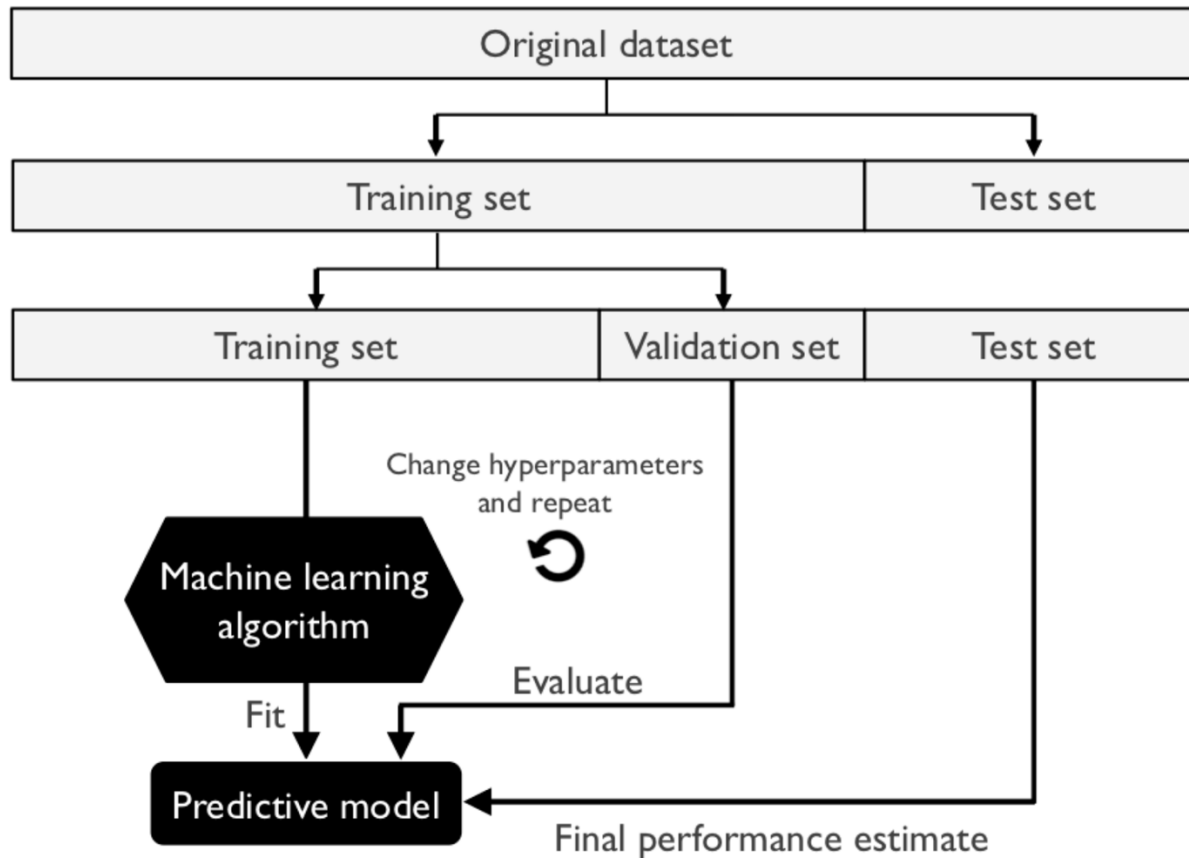 Original dataset
Training set
Test set
Training set
Validation set
Test set
Change hyperparameters
and repeat
Machine learning
algorithm
Fit
Evaluate
Predictive model
Final performance estimate